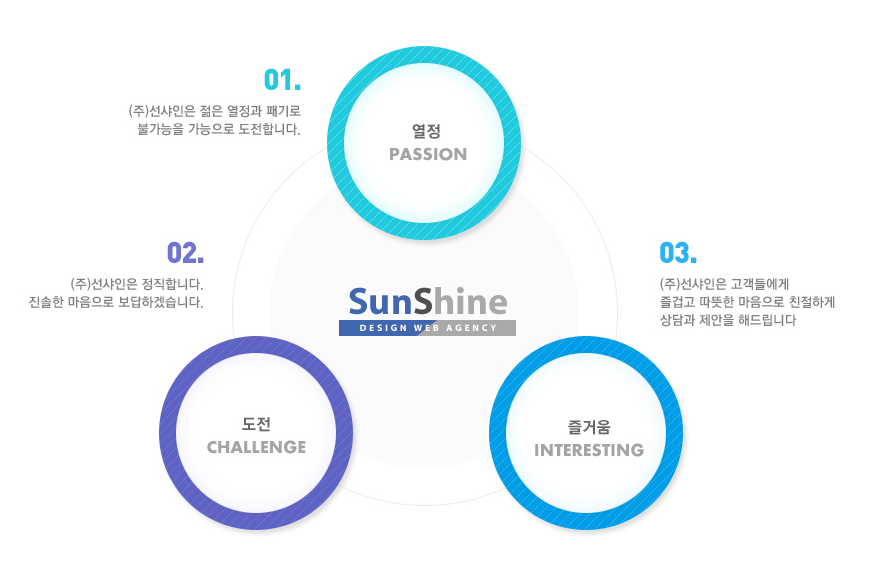 01.
(주)선샤인은 젊은 열정과 패기로
불가능을 가능으로 도전합니다.
열정
PASSION
02.
(주)선샤인은 정직합니다.
진솔한 마음으로 보답하겠습니다.
03.
(주)선샤인은 고객들에게
즐겁고 따뜻한 마음으로 친절하게
상담과 제안을 해드립니다
SunShine
DESIGN WEB AGENCY
도전
CHALLENGE
즐거움
INTERESTING